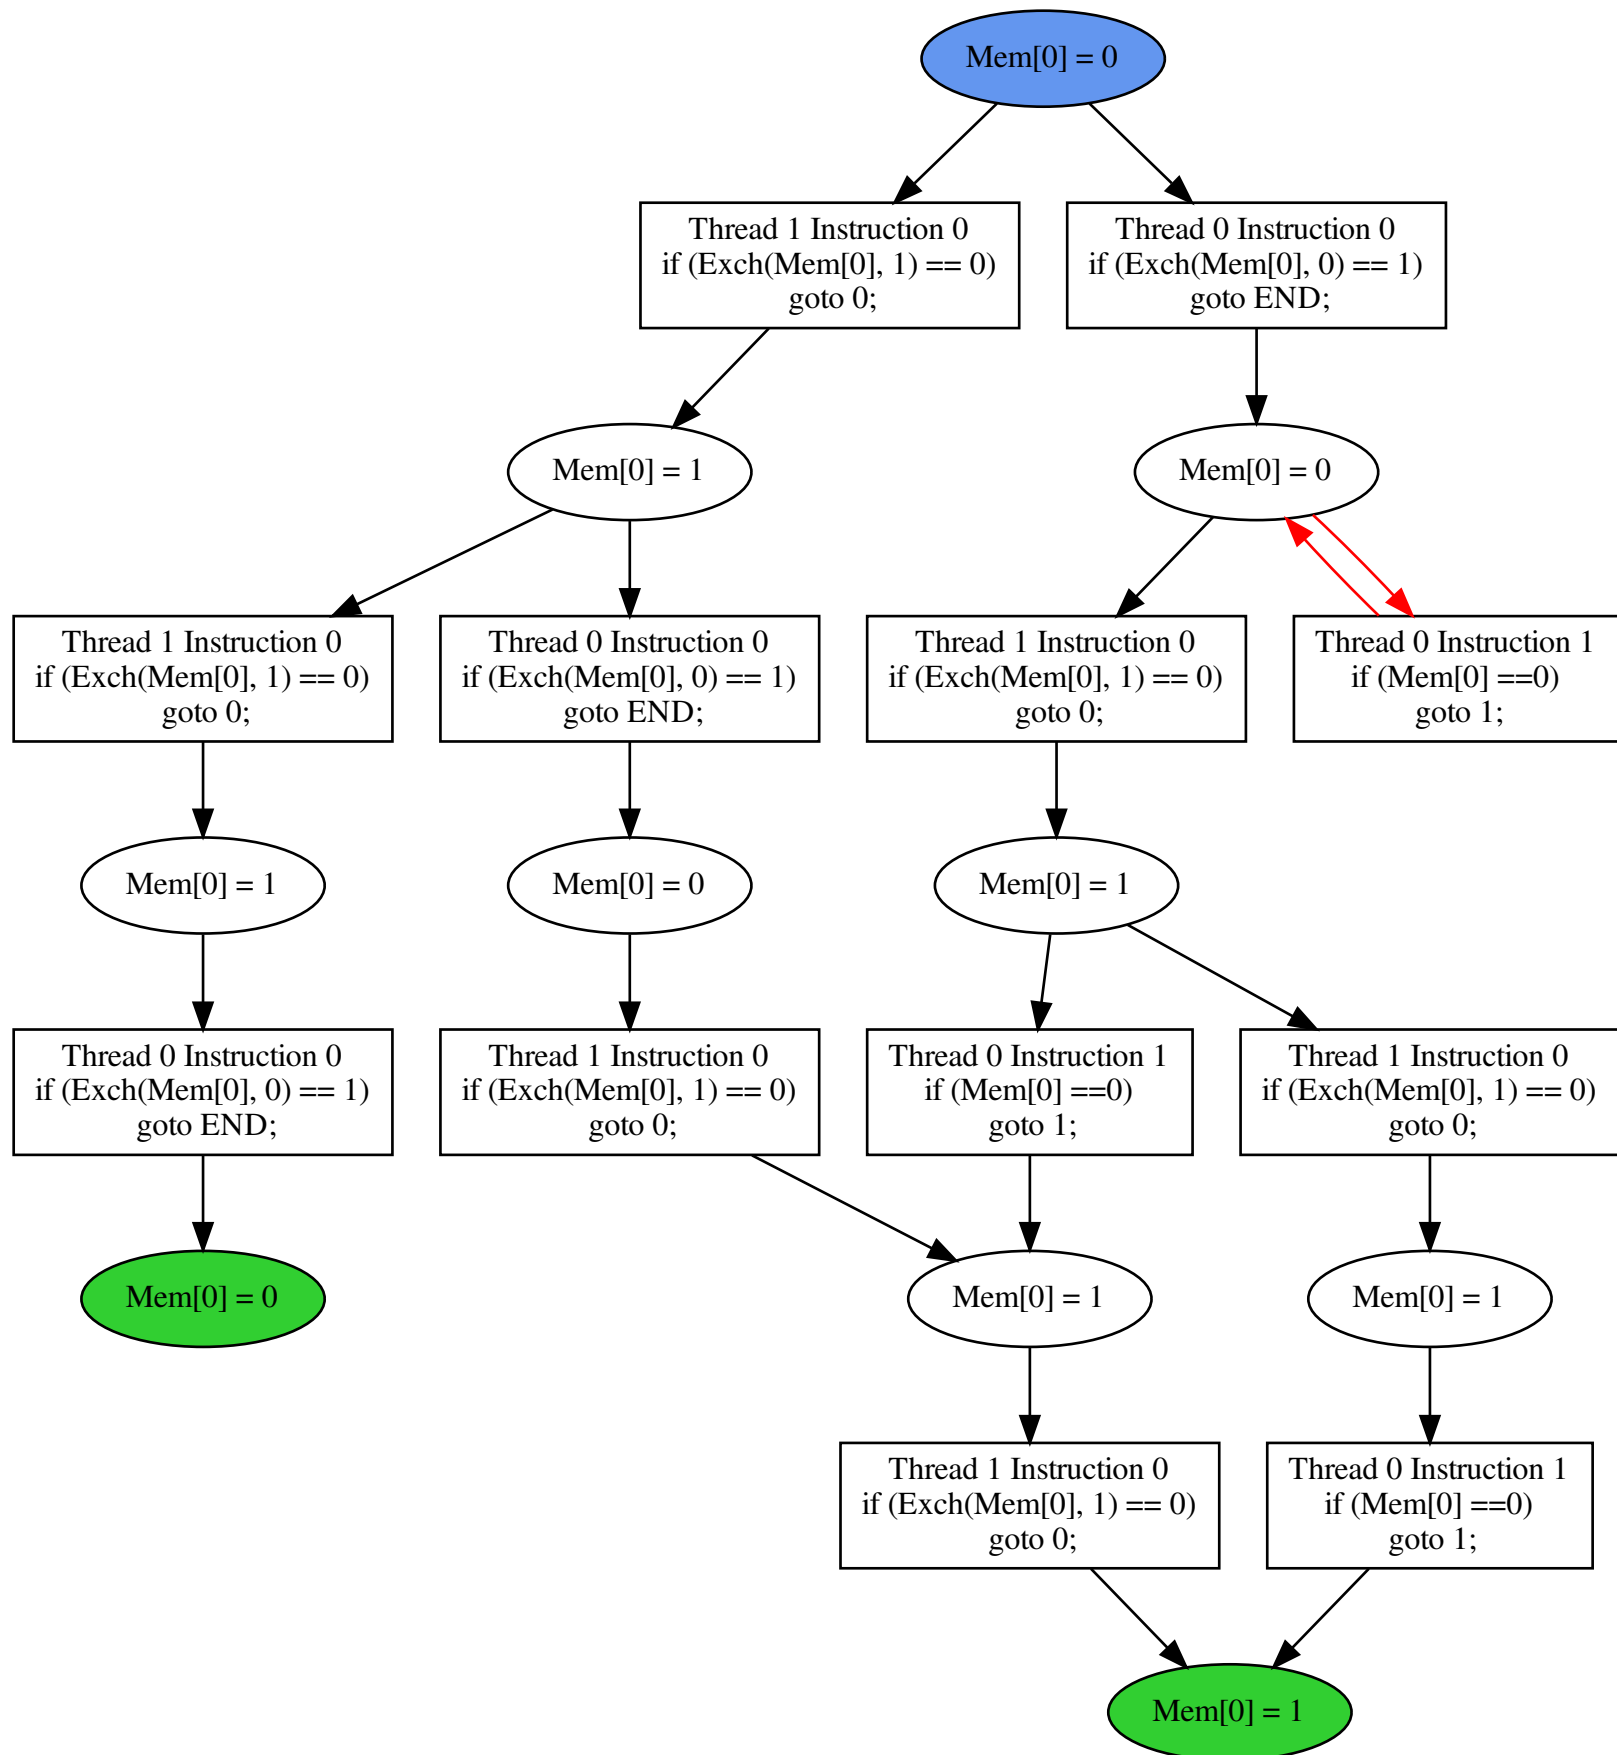 Mem[0] = 0
Thread 1 Instruction 0
if (Exch(Mem[0], 1) == 0)
goto 0;
Thread 0 Instruction 0
if (Exch(Mem[0], 0) == 1)
goto END;
Mem[0] = 1
Mem[0] = 0
Thread 1 Instruction 0
if (Exch(Mem[0], 1) == 0)
goto 0;
Thread 0 Instruction 0
if (Exch(Mem[0], 0) == 1)
goto END;
Thread 1 Instruction 0
if (Exch(Mem[0], 1) == 0)
goto 0;
Thread 0 Instruction 1
if (Mem[0] ==0)
goto 1;
Mem[0] = 1
Mem[0] = 0
Mem[0] = 1
Thread 0 Instruction 0
if (Exch(Mem[0], 0) == 1)
goto END;
Thread 1 Instruction 0
if (Exch(Mem[0], 1) == 0)
goto 0;
Thread 0 Instruction 1
if (Mem[0] ==0)
goto 1;
Thread 1 Instruction 0
if (Exch(Mem[0], 1) == 0)
goto 0;
Mem[0] = 0
Mem[0] = 1
Mem[0] = 1
Thread 1 Instruction 0
if (Exch(Mem[0], 1) == 0)
goto 0;
Thread 0 Instruction 1
if (Mem[0] ==0)
goto 1;
Mem[0] = 1